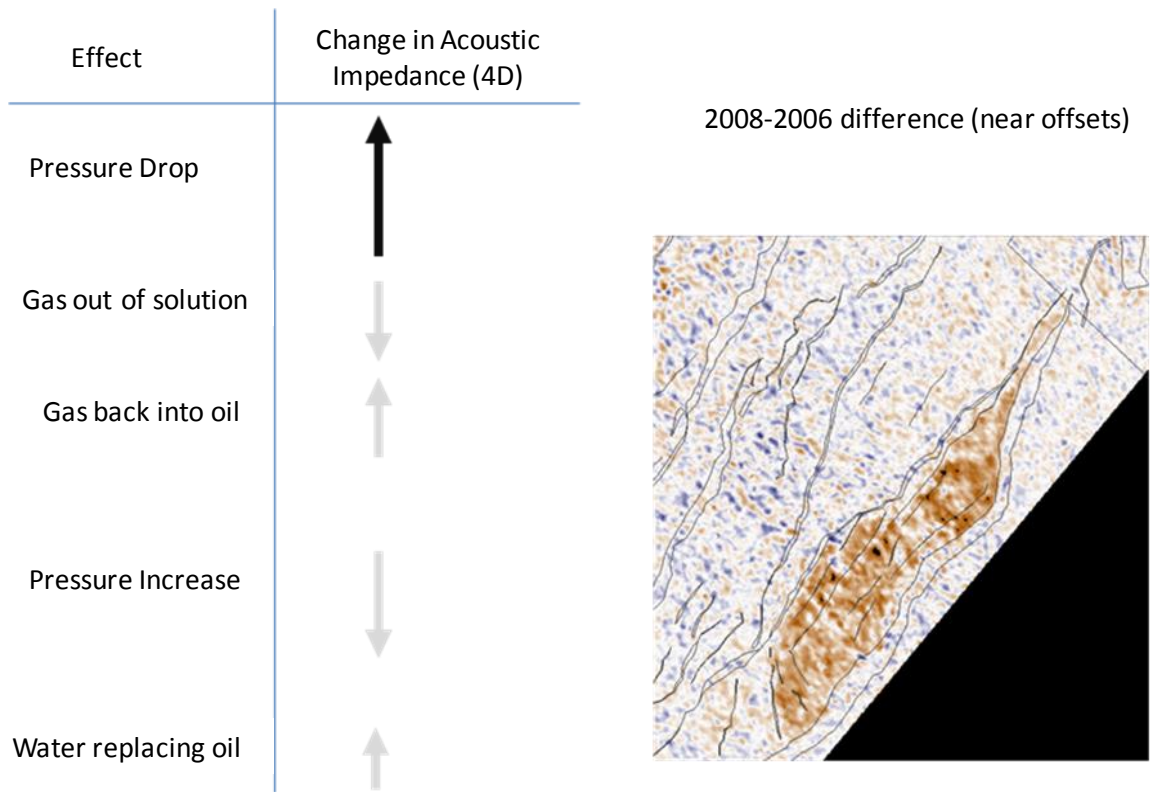 Effect
Change in Acoustic
Impedance (4D)
2008-2006 difference (near offsets)
Pressure Drop
Gas out of solution
Gas back into oil
Pressure Increase
Water replacing oil